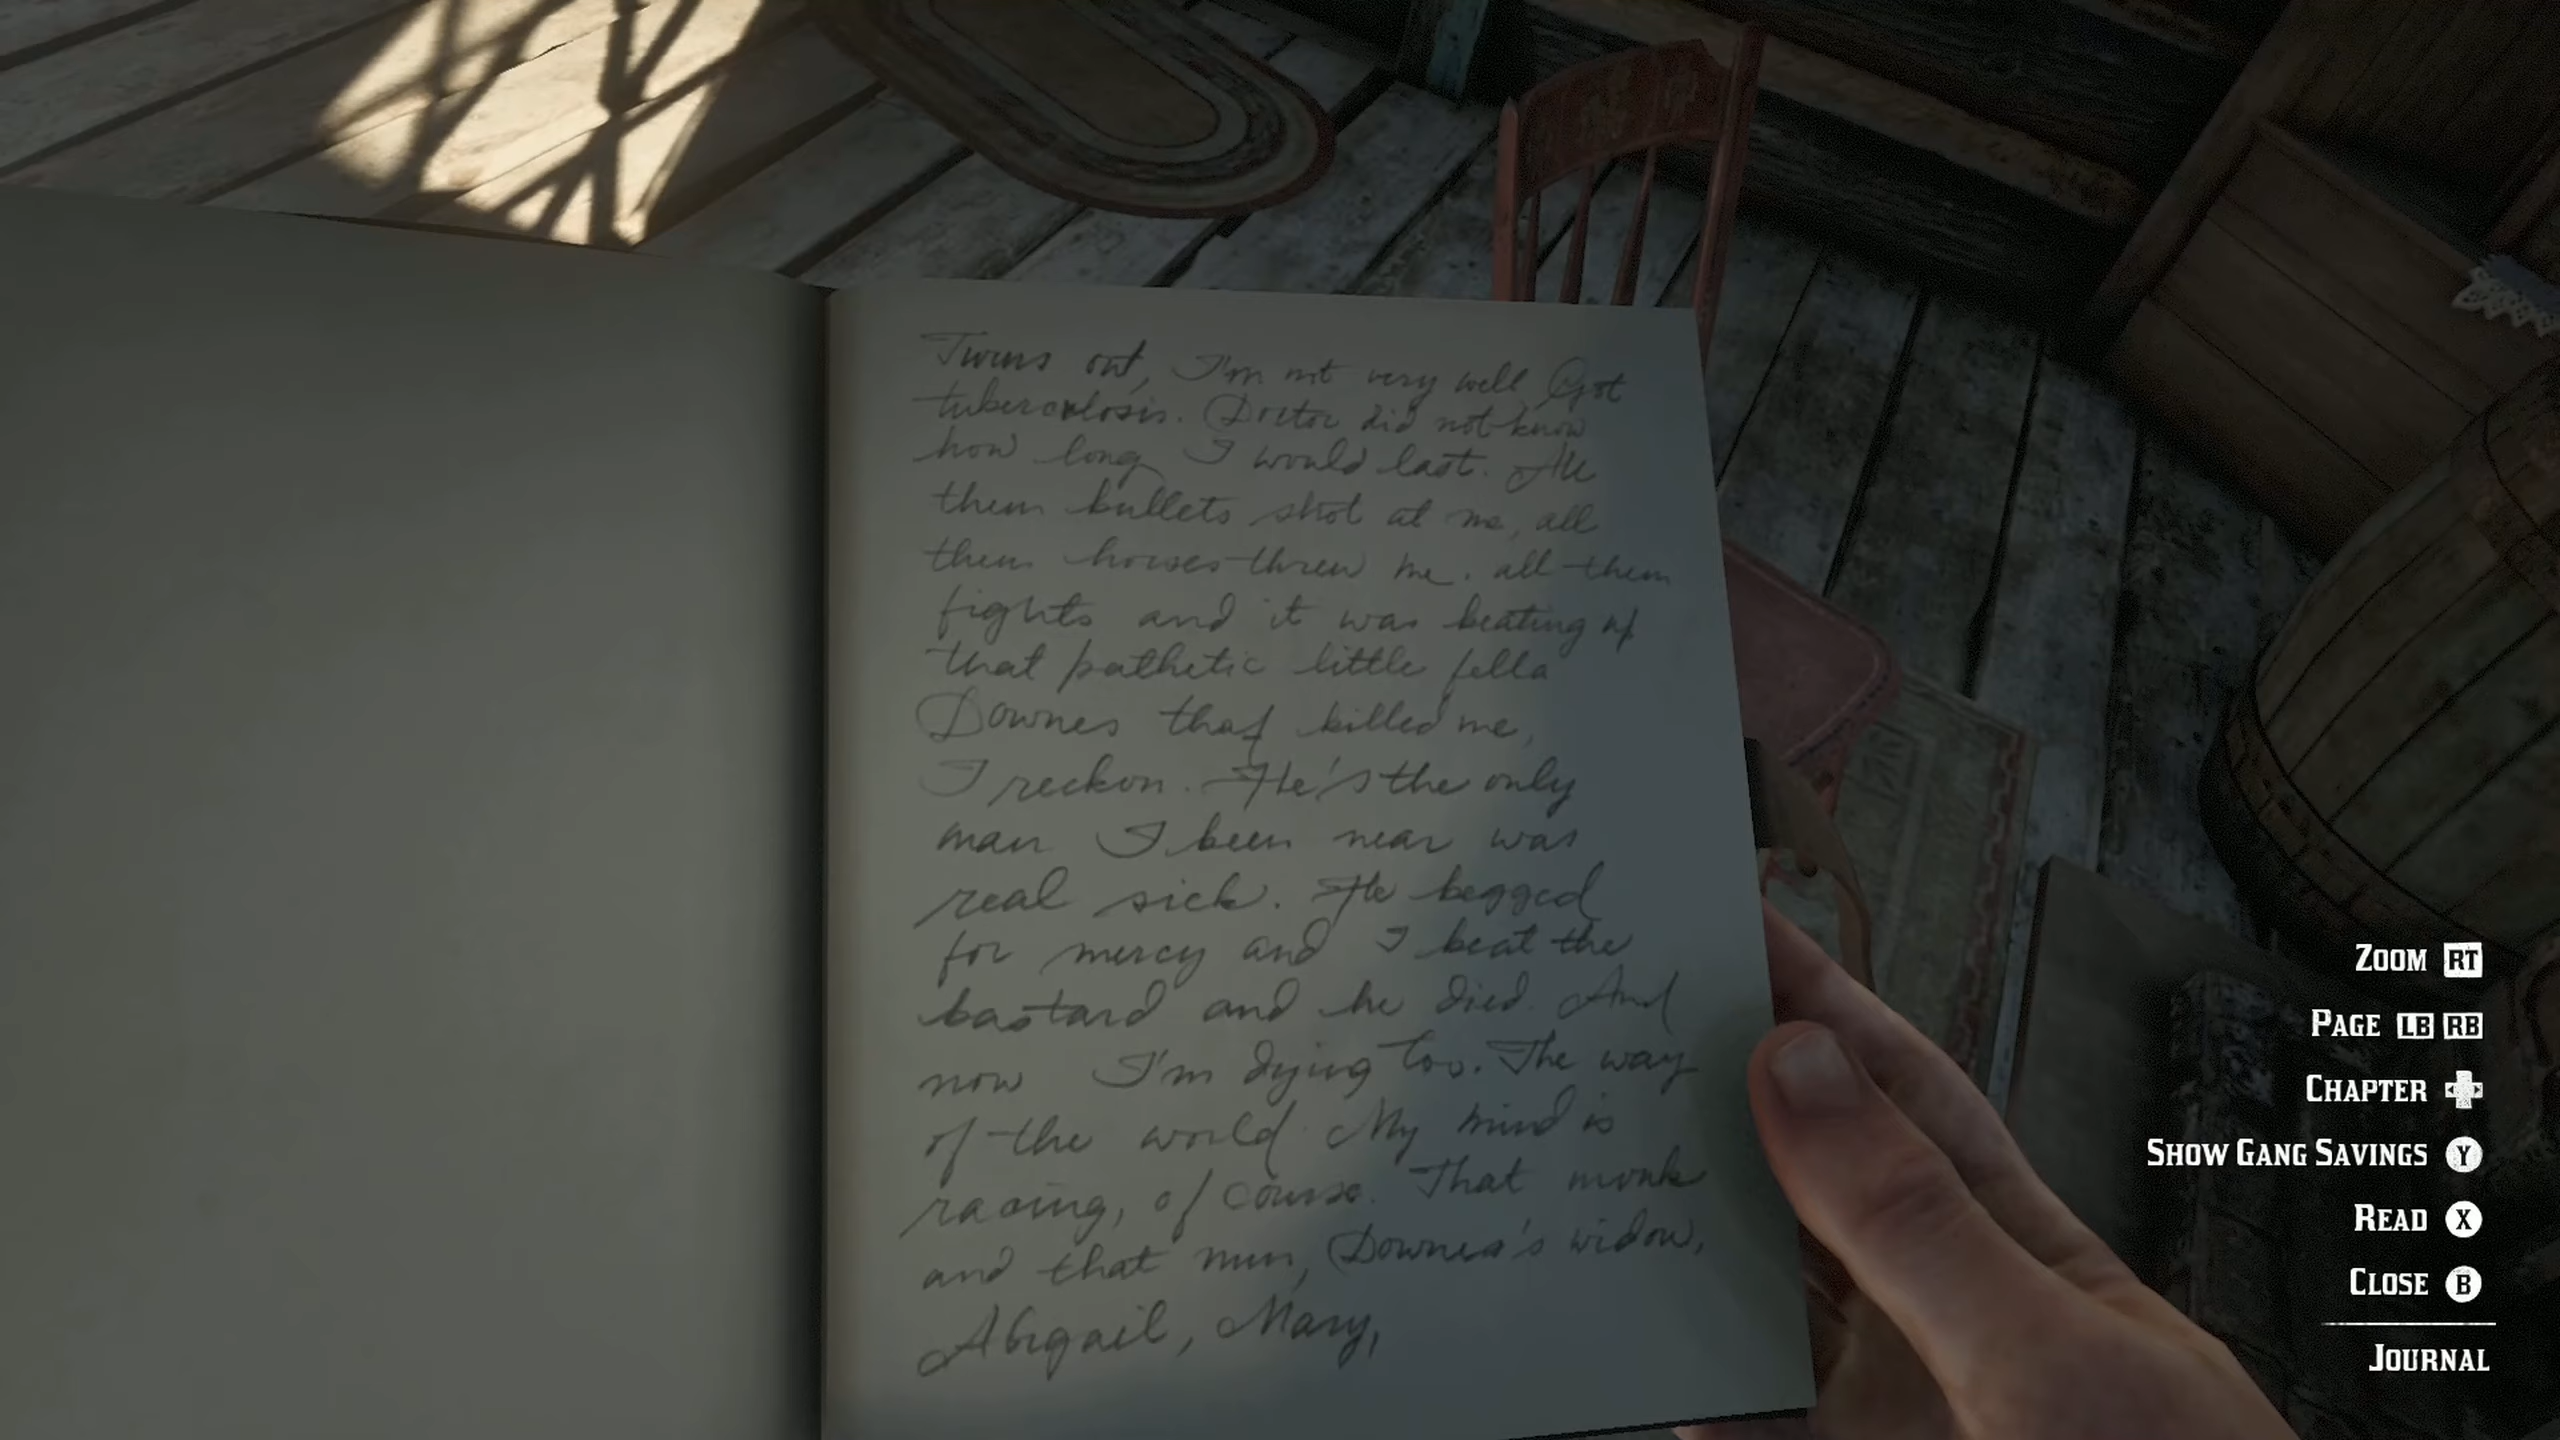 Turns out, I'm not very well Got
tuberculosis. Doctor did not know
how long I would last. All
them bullets shot at me, all
them horses threw me. all them
fights and it was beating up
that pathetic little fella
Downes that killed me,
I reckon. He's the only
man I been near was
real sick. He begged
for mercy and I beat the
bastard and he died. And
now I'm dying too. The way
of the world. My mind is
racing, of course. That monk
and that nun, Downes's widow,
Abigail, Mary,
ZOOM RT
PAGE LB RB
CHAPTER
SHOW GANG SAVINGS Y
READ X
CLOSE B
JOURNAL